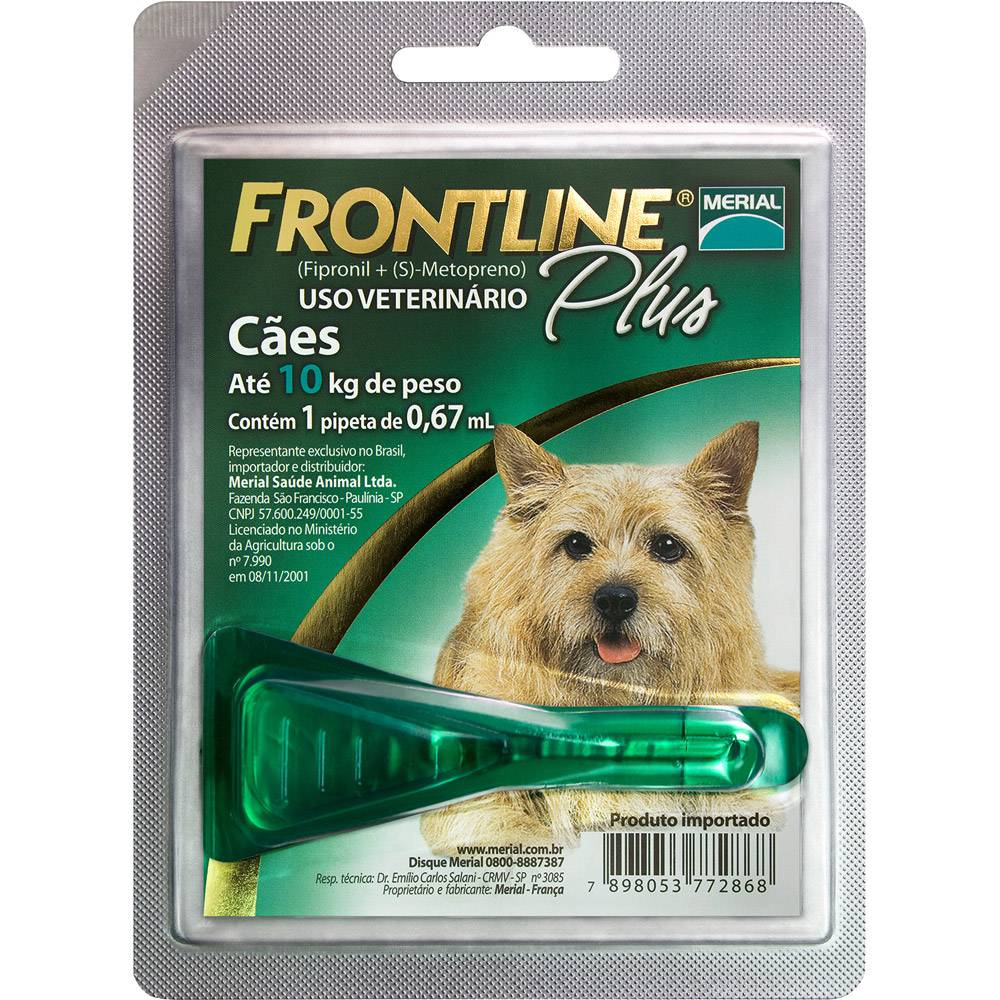 FRONTLINE® Plus
MERIAL
(Fipronil + (S)-Metopreno)
USO VETERINÁRIO
Cães
Até 10 kg de peso
Contém 1 pipeta de 0,67 mL
Representante exclusivo no Brasil,
importador e distribuidor:
Merial Saúde Animal Ltda.
Fazenda São Francisco - Paulínia - SP
CNPJ 57.600.249/0001-55
Licenciado no Ministério
da Agricultura sob o
nº 7.990
em 08/11/2001
Produto importado
www.merial.com.br
Disque Merial 0800-8887387
Resp. técnica: Dr. Emílio Carlos Salani - CRMV - SP nº 3085
Proprietário e fabricante: Merial - França
7 898053 772868